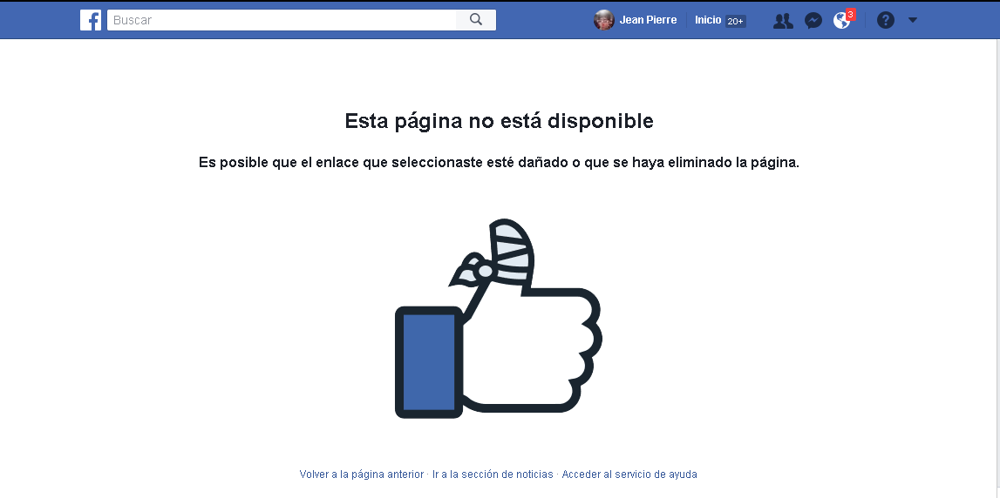 f Buscar Jean Pierre Inicio 20+ 3 ?
Esta página no está disponible
Es posible que el enlace que seleccionaste esté dañado o que se haya eliminado la página.
Volver a la página anterior · Ir a la sección de noticias · Acceder al servicio de ayuda